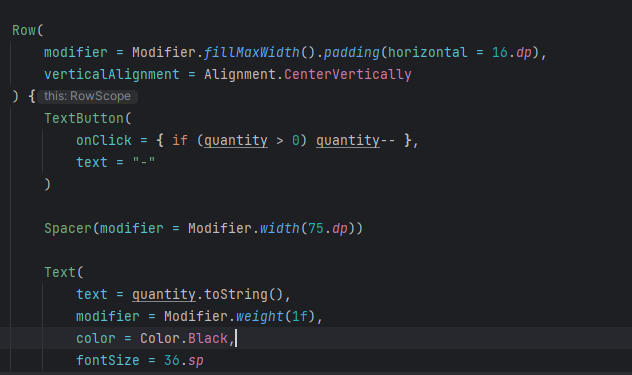 Row(
    modifier = Modifier.fillMaxWidth().padding(horizontal = 16.dp),
    verticalAlignment = Alignment.CenterVertically
) { this: RowScope
    TextButton(
        onClick = { if (quantity > 0) quantity-- },
        text = "-"
    )
    Spacer(modifier = Modifier.width(75.dp))
    Text(
        text = quantity.toString(),
        modifier = Modifier.weight(1f),
        color = Color.Black,
        fontSize = 36.sp